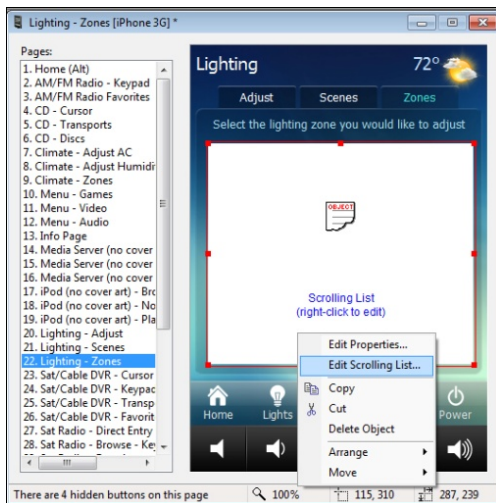 Lighting - Zones [iPhone 3G] *
Pages:
1. Home (Alt)
2. AM/FM Radio - Keypad
3. AM/FM Radio Favorites
4. CD - Cursor
5. CD - Transports
6. CD - Discs
7. Climate - Adjust AC
8. Climate - Adjust Humidi
9. Climate - Zones
10. Menu - Games
11. Menu - Video
12. Menu - Audio
13. Info Page
14. Media Server (no cover
15. Media Server (no cover
16. Media Server (no cover
17. iPod (no cover art) - Brc
18. iPod (no cover art) - No
19. iPod (no cover art) - Pla
20. Lighting - Adjust
21. Lighting - Scenes
22. Lighting - Zones
23. Sat/Cable DVR - Cursor
24. Sat/Cable DVR - Keypac
25. Sat/Cable DVR - Transp
26. Sat/Cable DVR - Favorit
27. Sat Radio - Direct Entry
28. Sat Radio - Browse - Key
Lighting 72°
Adjust Scenes Zones
Select the lighting zone you would like to adjust
OBJECT
Scrolling List
(right-click to edit)
Edit Properties...
Edit Scrolling List...
Copy
Cut
Delete Object
Arrange
Move
Home Lights Power
There are 4 hidden buttons on this page 100% 115, 310 287, 239